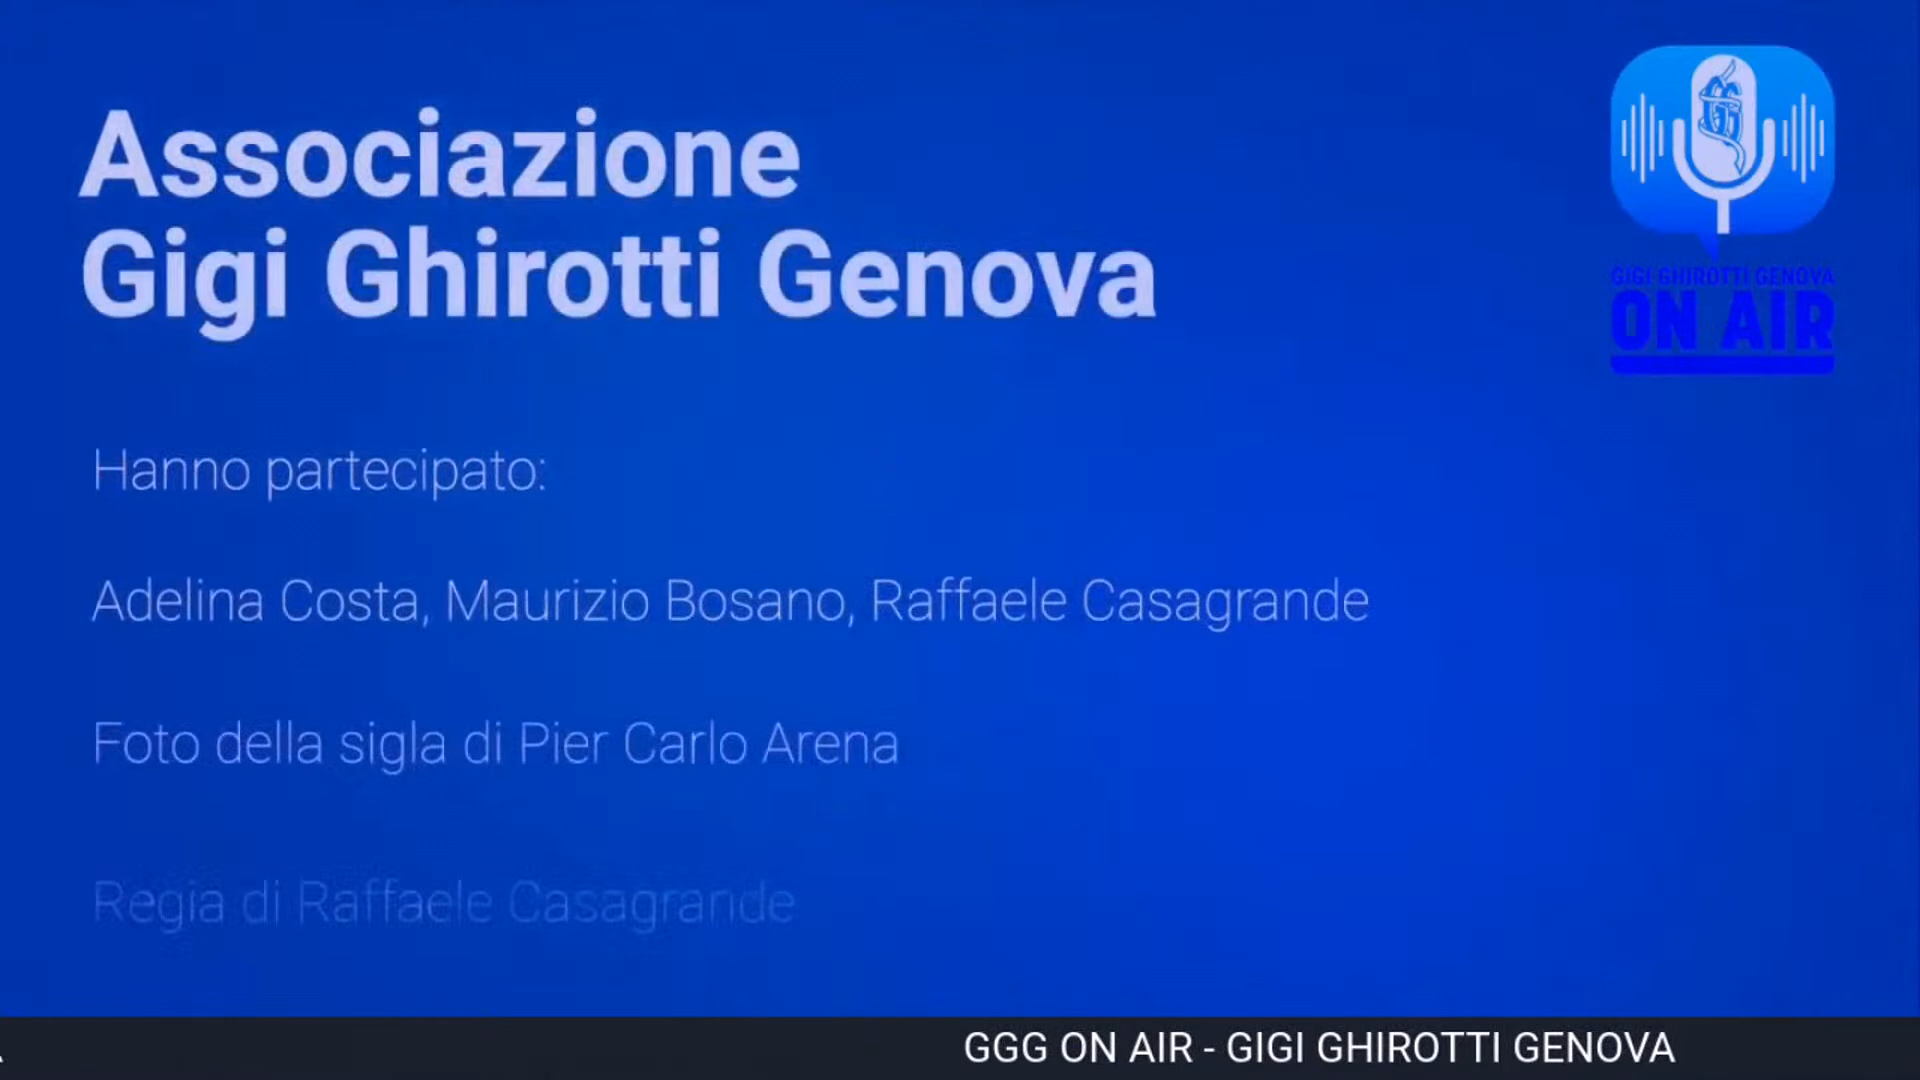 Associazione
Gigi Ghirotti Genova
GIGI GHIROTTI GENOVA
ON AIR
Hanno partecipato:
Adelina Costa, Maurizio Bosano, Raffaele Casagrande
Foto della sigla di Pier Carlo Arena
Regia di Raffaele Casagrande
GGG ON AIR - GIGI GHIROTTI GENOVA